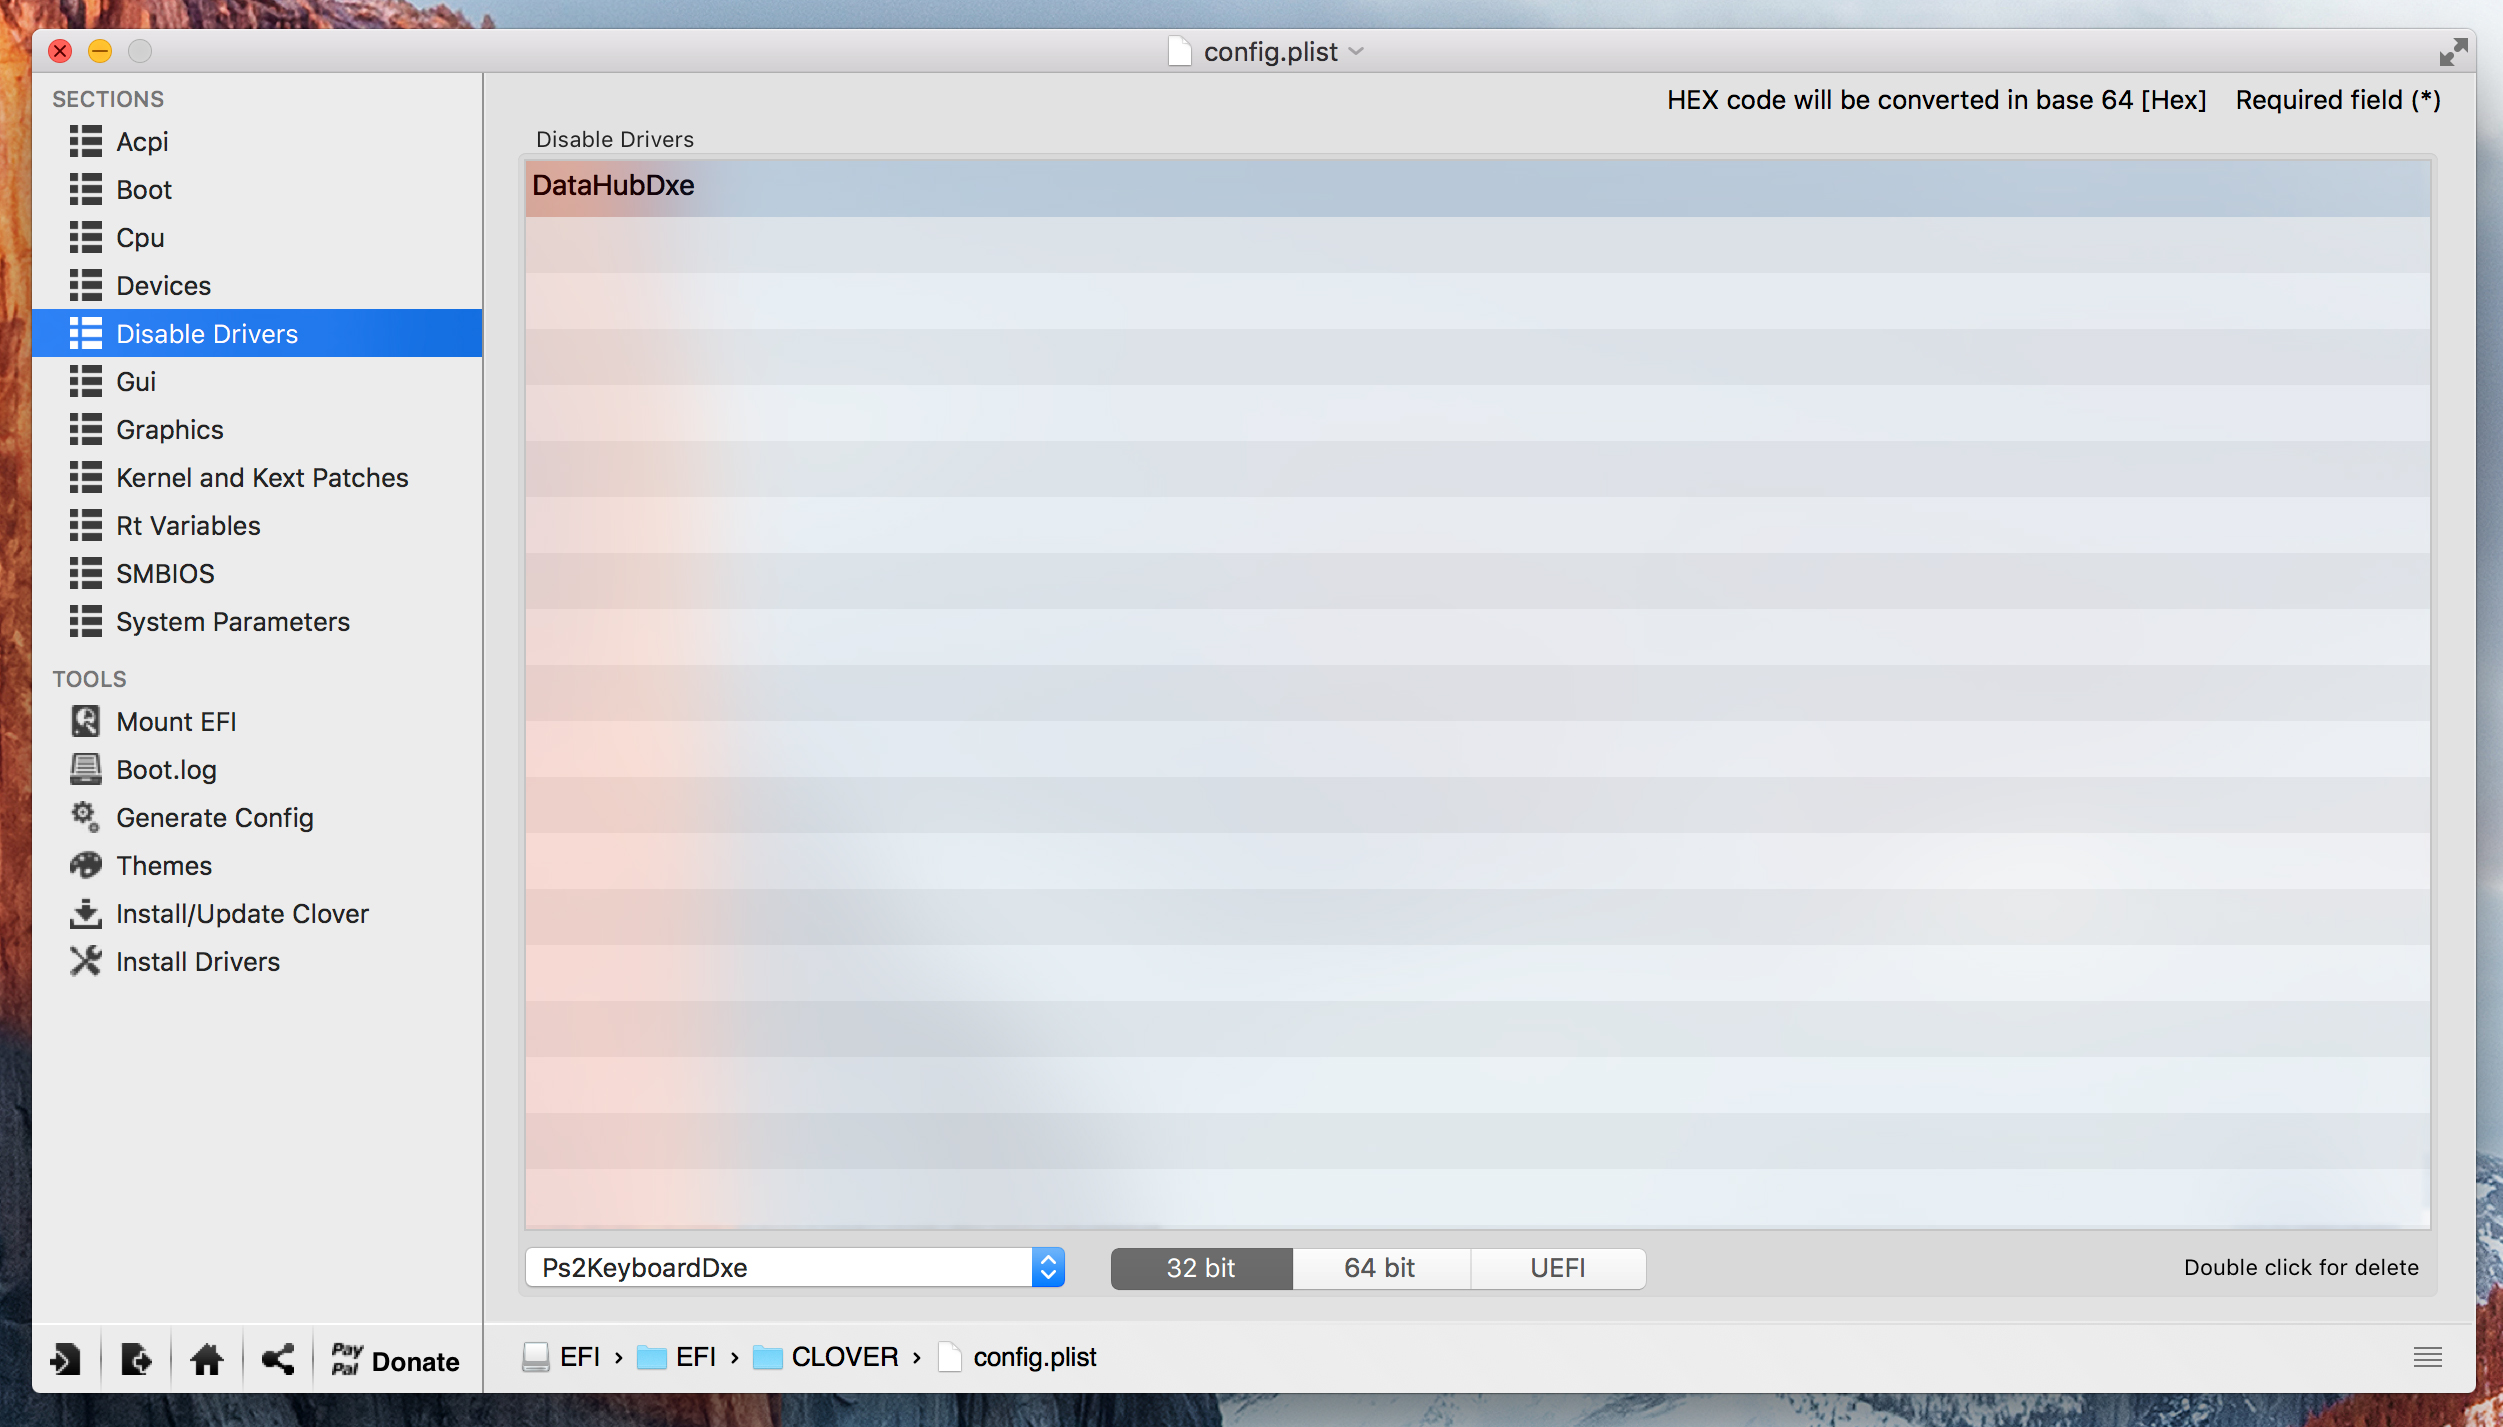 config.plist
SECTIONS
Acpi
Boot
Cpu
Devices
Disable Drivers
Gui
Graphics
Kernel and Kext Patches
Rt Variables
SMBIOS
System Parameters
TOOLS
Mount EFI
Boot.log
Generate Config
Themes
Install/Update Clover
Install Drivers
Pay
Pal
Donate
HEX code will be converted in base 64 [Hex] Required field (*)
Disable Drivers
DataHubDxe
Ps2KeyboardDxe
32 bit 64 bit UEFI
Double click for delete
EFI › EFI › CLOVER › config.plist